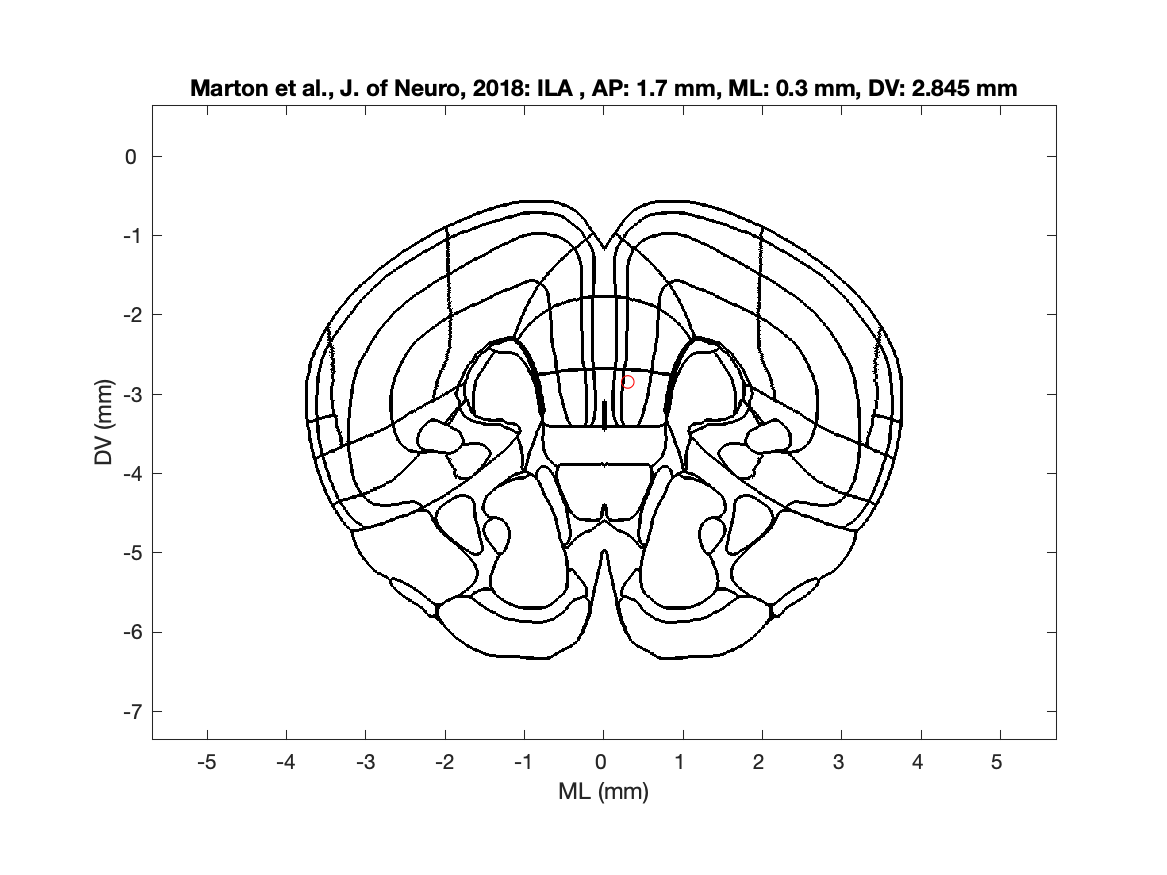 Marton et al., J. of Neuro, 2018: ILA , AP: 1.7 mm, ML: 0.3 mm, DV: 2.845 mm
0
-1
-2
-3
-4
-5
-6
-7
DV (mm)
-5 -4 -3 -2 -1 0 1 2 3 4 5
ML (mm)